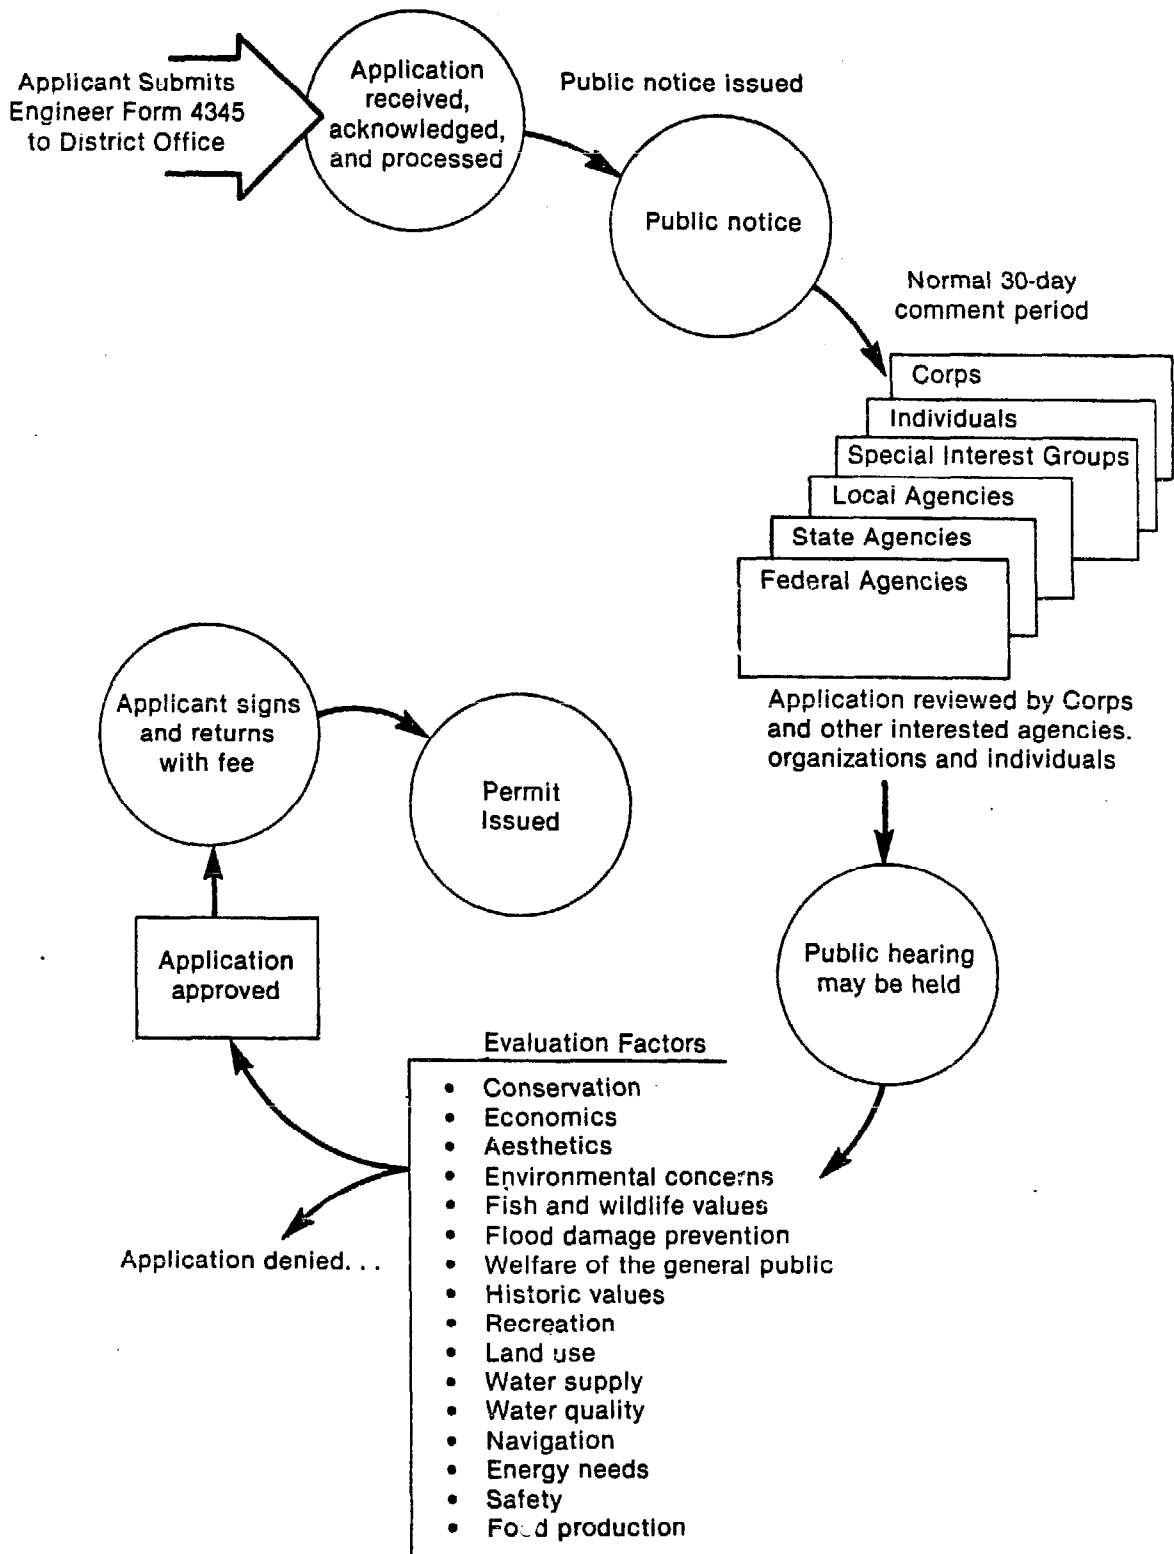 Applicant Submits
Engineer Form 4345
to District Office
Application
received,
acknowledged,
and processed
Public notice issued
Public notice
Normal 30-day
comment period
Corps
Individuals
Special Interest Groups
Local Agencies
State Agencies
Federal Agencies
Application reviewed by Corps
and other interested agencies.
organizations and individuals
Public hearing
may be held
Evaluation Factors
• Conservation
• Economics
• Aesthetics
• Environmental concerns
• Fish and wildlife values
• Flood damage prevention
• Welfare of the general public
• Historic values
• Recreation
• Land use
• Water supply
• Water quality
• Navigation
• Energy needs
• Safety
• Food production
Application denied. . .
Application
approved
Applicant signs
and returns
with fee
Permit
Issued